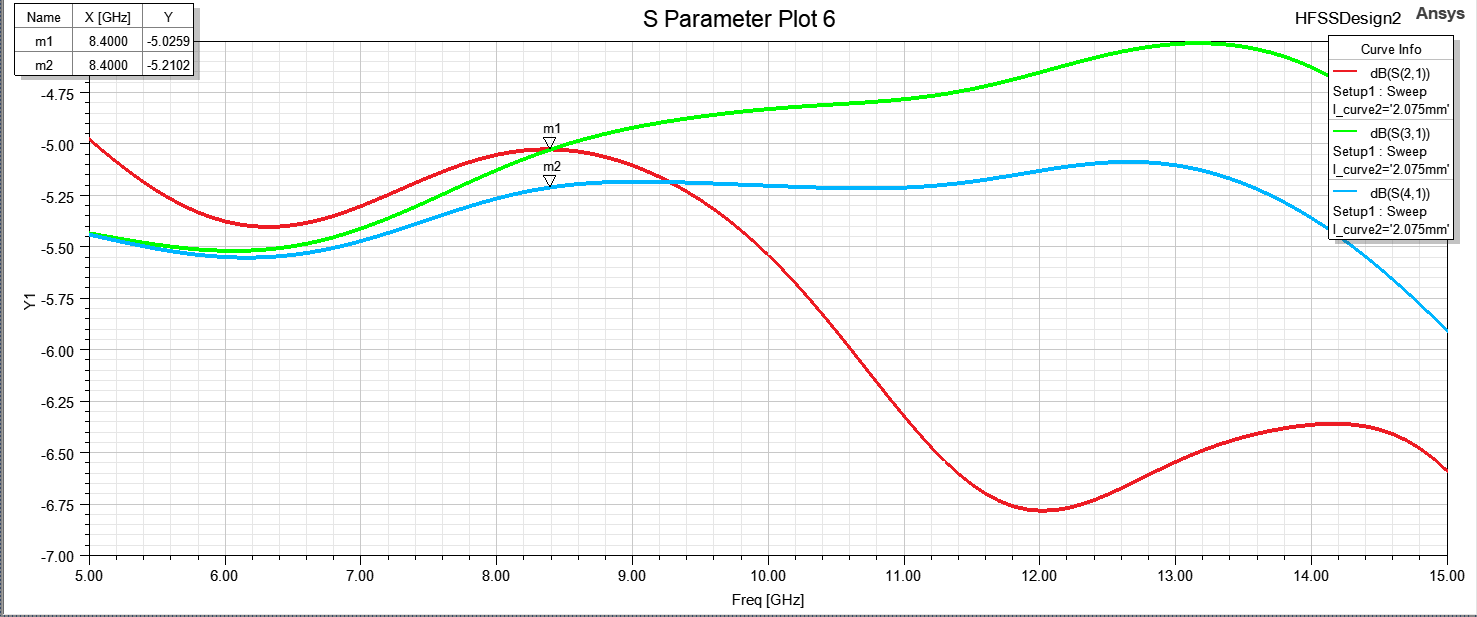 S Parameter Plot 6
HFSSDesign2
Ansys
Name X [GHz] Y
m1 8.4000 -5.0259
m2 8.4000 -5.2102
Curve Info
dB(S(2,1))
Setup1 : Sweep
l_curve2='2.075mm'
dB(S(3,1))
Setup1 : Sweep
l_curve2='2.075mm'
dB(S(4,1))
Setup1 : Sweep
l_curve2='2.075mm'
m1
m2
Y1
-4.75
-5.00
-5.25
-5.50
-5.75
-6.00
-6.25
-6.50
-6.75
-7.00
5.00 6.00 7.00 8.00 9.00 10.00 11.00 12.00 13.00 14.00 15.00
Freq [GHz]